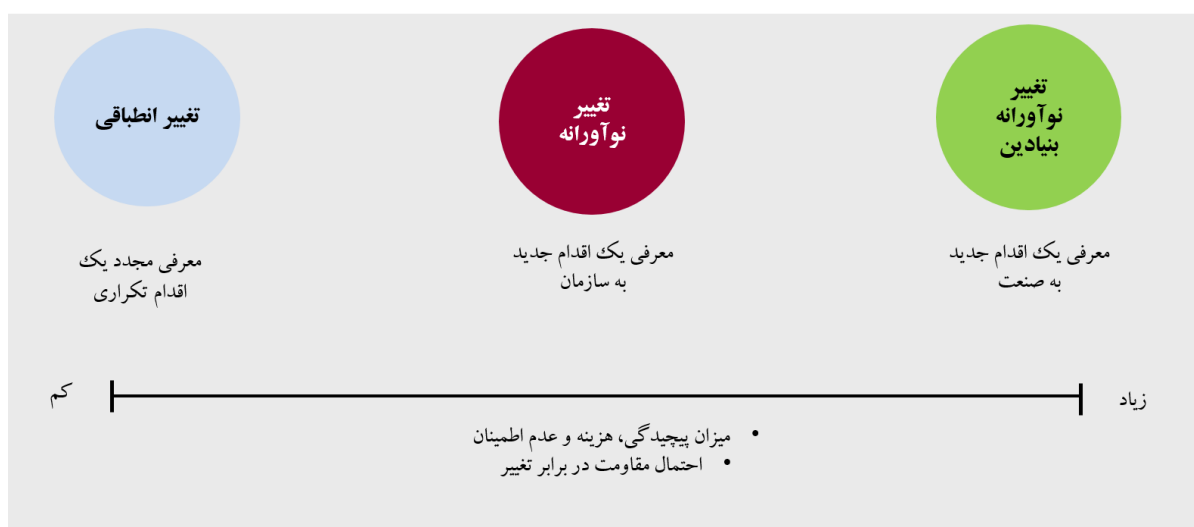 تغییر
نوآورانه
بنیادین
تغییر
نوآورانه
تغییر انطباقی
معرفی یک اقدام جدید
به صنعت
معرفی یک اقدام جدید
به سازمان
معرفی مجدد یک
اقدام تکراری
زیاد
کم
• میزان پیچیدگی، هزینه و عدم اطمینان
• احتمال مقاومت در برابر تغییر